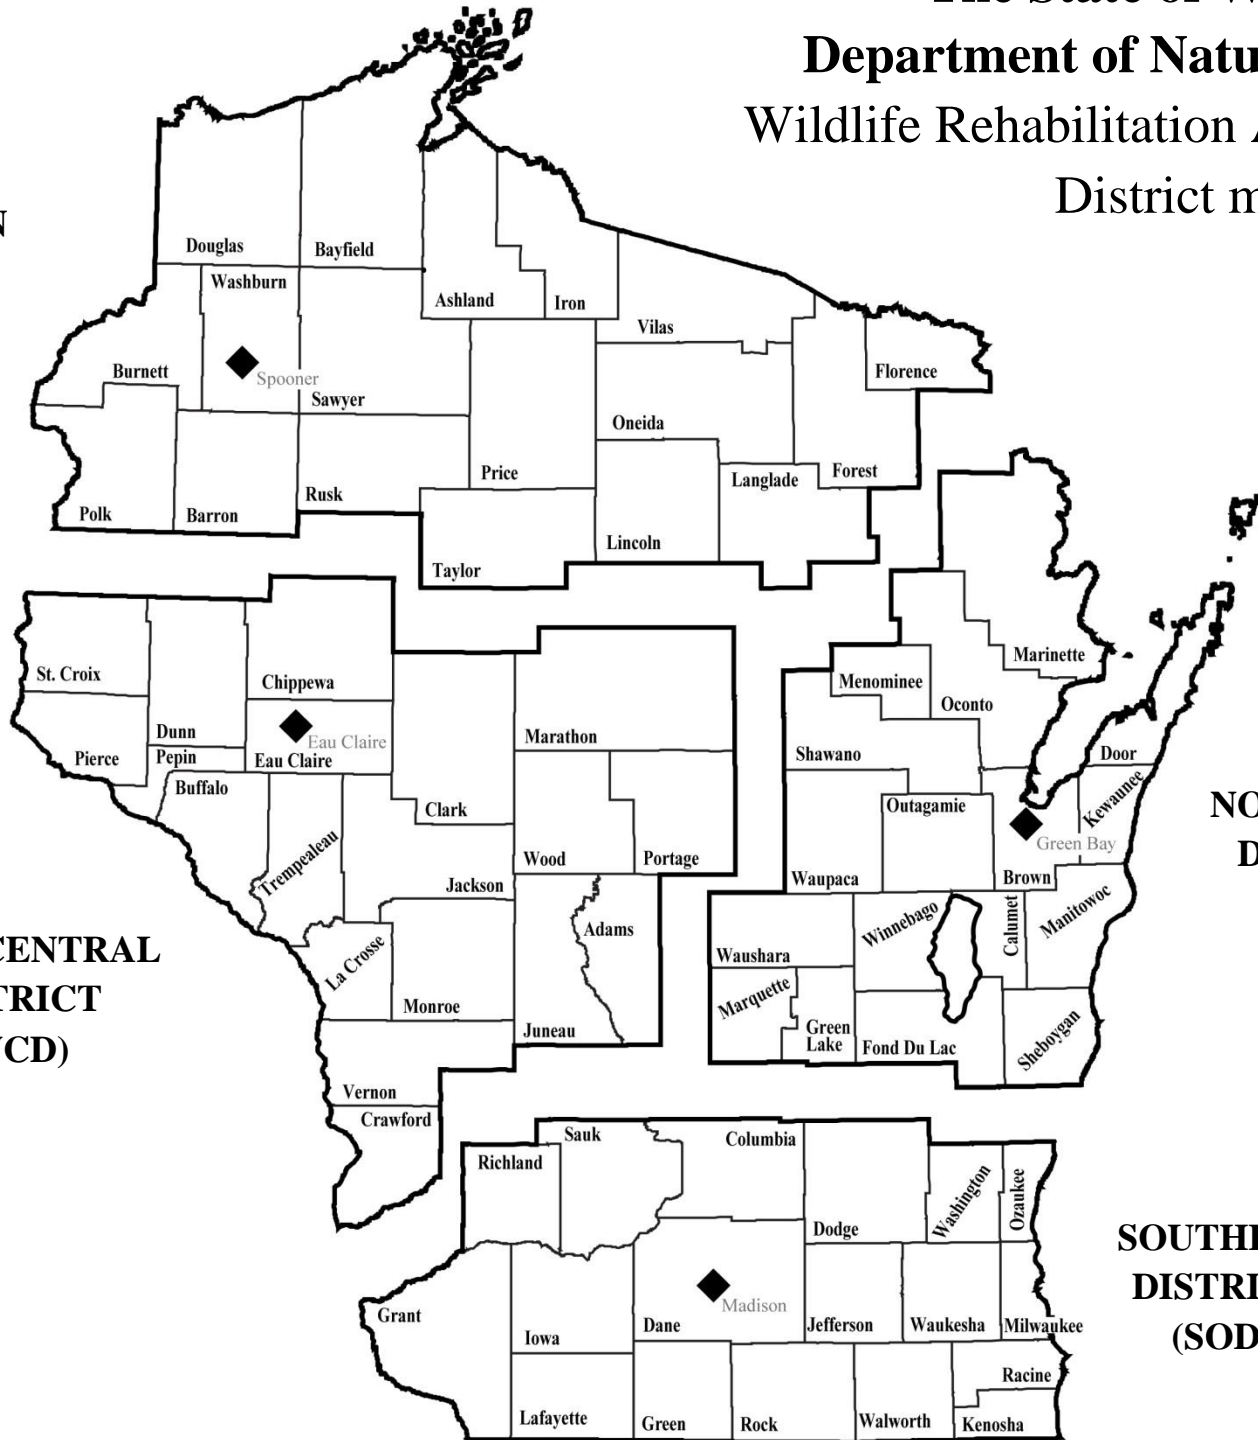 Department of Natu
Wildlife Rehabilitation
District m
N
Douglas
Bayfield
Washburn
Ashland
Iron
Vilas
Burnett
Spooner
Sawyer
Florence
Oneida
Price
Langlade
Forest
Rusk
Polk
Barron
Lincoln
Taylor
St. Croix
Chippewa
Marinette
Menominee
Oconto
Dunn
Eau Claire
Marathon
Pierce
Pepin
Eau Claire
Shawano
Door
Buffalo
Clark
Outagamie
Kewaunee
NO
D
Green Bay
Trempealeau
Wood
Portage
Waupaca
Brown
Jackson
Adams
Winnebago
Calumet
Manitowoc
CENTRAL
TRICT
CD)
La Crosse
Waushara
Marquette
Monroe
Juneau
Green
Lake
Fond Du Lac
Sheboygan
Vernon
Crawford
Sauk
Columbia
Richland
Washington
Ozaukee
Dodge
SOUTH
DISTRI
(SOD
Madison
Grant
Iowa
Dane
Jefferson
Waukesha
Milwaukee
Racine
Lafayette
Green
Rock
Walworth
Kenosha